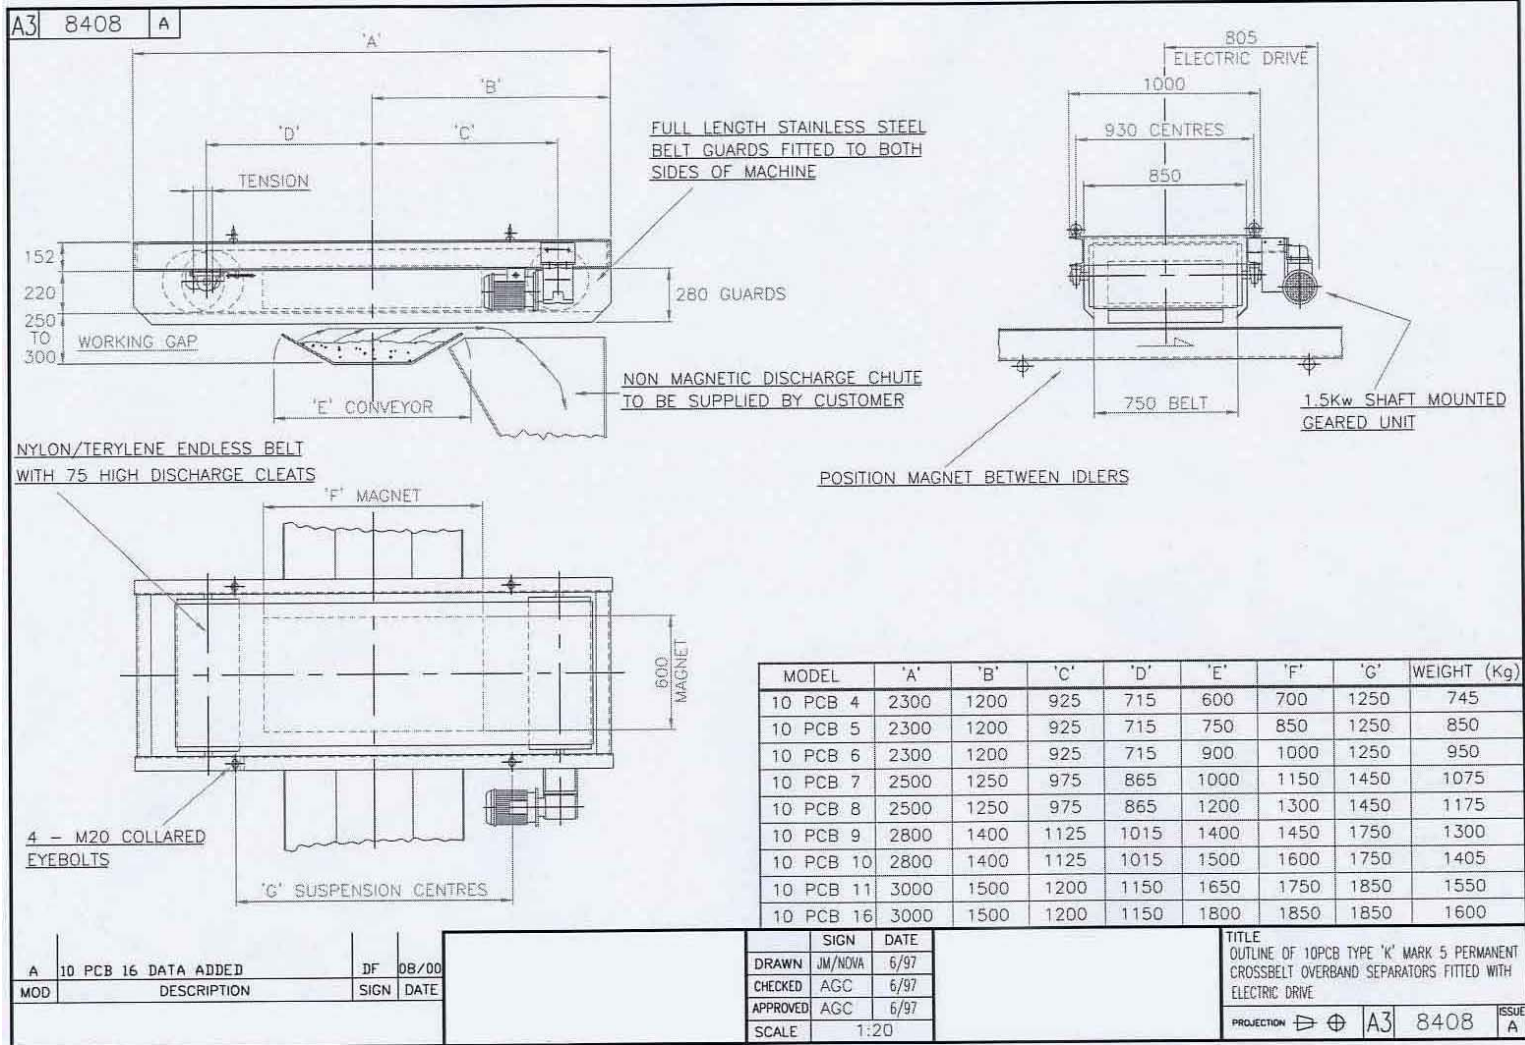 A3 8408 A
'A'
'B'
'D' 'C'
TENSION
152
220
250
TO
300
WORKING GAP
280 GUARDS
'E' CONVEYOR
FULL LENGTH STAINLESS STEEL
BELT GUARDS FITTED TO BOTH
SIDES OF MACHINE
NON MAGNETIC DISCHARGE CHUTE
TO BE SUPPLIED BY CUSTOMER
805
ELECTRIC DRIVE
1000
930 CENTRES
850
750 BELT
1.5Kw SHAFT MOUNTED
GEARED UNIT
POSITION MAGNET BETWEEN IDLERS
NYLON/TERYLENE ENDLESS BELT
WITH 75 HIGH DISCHARGE CLEATS
'F' MAGNET
600
MAGNET
4 - M20 COLLARED
EYEBOLTS
'G' SUSPENSION CENTRES
MODEL 'A' 'B' 'C' 'D' 'E' 'F' 'G' WEIGHT (Kg)
10 PCB 4 2300 1200 925 715 600 700 1250 745
10 PCB 5 2300 1200 925 715 750 850 1250 850
10 PCB 6 2300 1200 925 715 900 1000 1250 950
10 PCB 7 2500 1250 975 865 1000 1150 1450 1075
10 PCB 8 2500 1250 975 865 1200 1300 1450 1175
10 PCB 9 2800 1400 1125 1015 1400 1450 1750 1300
10 PCB 10 2800 1400 1125 1015 1500 1600 1750 1405
10 PCB 11 3000 1500 1200 1150 1650 1750 1850 1550
10 PCB 16 3000 1500 1200 1150 1800 1850 1850 1600
A 10 PCB 16 DATA ADDED DF 08/00
MOD DESCRIPTION SIGN DATE
SIGN DATE
DRAWN JM/NOVA 6/97
CHECKED AGC 6/97
APPROVED AGC 6/97
SCALE 1:20
TITLE
OUTLINE OF 10PCB TYPE 'K' MARK 5 PERMANENT
CROSSBELT OVERBAND SEPARATORS FITTED WITH
ELECTRIC DRIVE
PROJECTION A3 8408 ISSUE
A